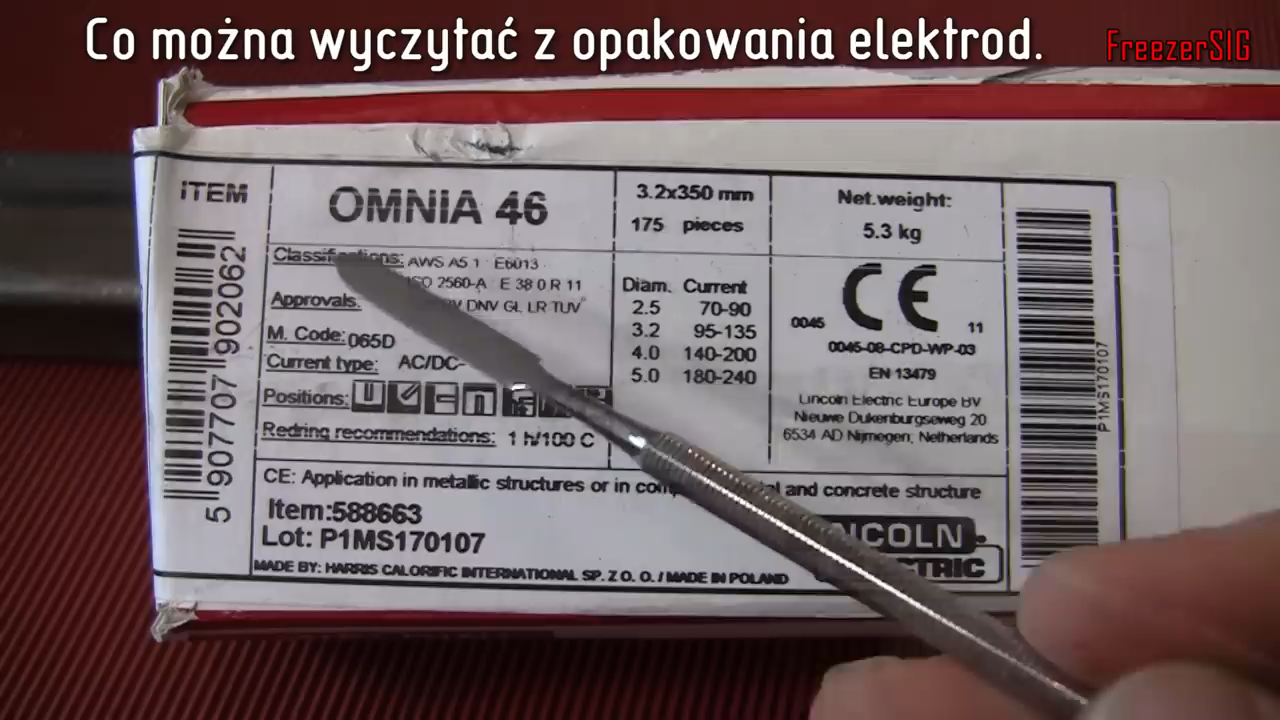 Co można wyczytać z opakowania elektrod.
FreezerSIG
ITEM
5 907707 902062
OMNIA 46
Classifications: AWS A5.1 E6013
ISO 2560-A E 38 0 R 11
Approvals: DNV GL LR TUV
M. Code: 065D
Current type: AC/DC-
Positions:
Redring recommendations: 1 h/100 C
3.2x350 mm
175 pieces
Diam. Current
2.5 70-90
3.2 95-135
4.0 140-200
5.0 180-240
Net.weight:
5.3 kg
CE
0045 11
0045-08-CPD-WP-03
EN 13479
Lincoln Electric Europe BV
Nieuwe Dukenburgseweg 20
6534 AD Nijmegen, Netherlands
P1MS170107
CE: Application in metallic structures or in and concrete structure
Item:588663
Lot: P1MS170107
LINCOLN
ELECTRIC
MADE BY: HARRIS CALORIFIC INTERNATIONAL SP. Z O. O. / MADE IN POLAND